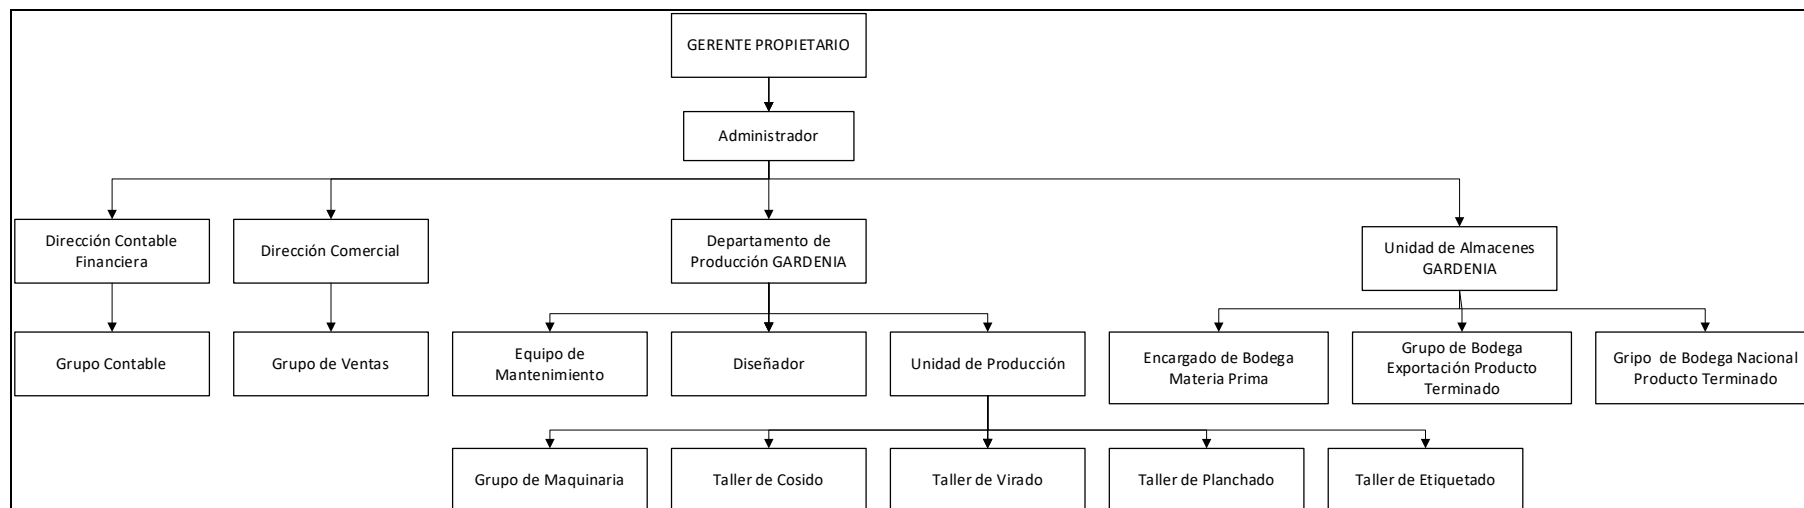 GERENTE PROPIETARIO
Administrador
Dirección Contable
Financiera
Dirección Comercial
Departamento de
Producción GARDENIA
Unidad de Almacenes
GARDENIA
Grupo Contable
Grupo de Ventas
Equipo de
Mantenimiento
Diseñador
Unidad de Producción
Encargado de Bodega
Materia Prima
Grupo de Bodega
Exportación Producto
Terminado
Gripo de Bodega Nacional
Producto Terminado
Grupo de Maquinaria
Taller de Cosido
Taller de Virado
Taller de Planchado
Taller de Etiquetado